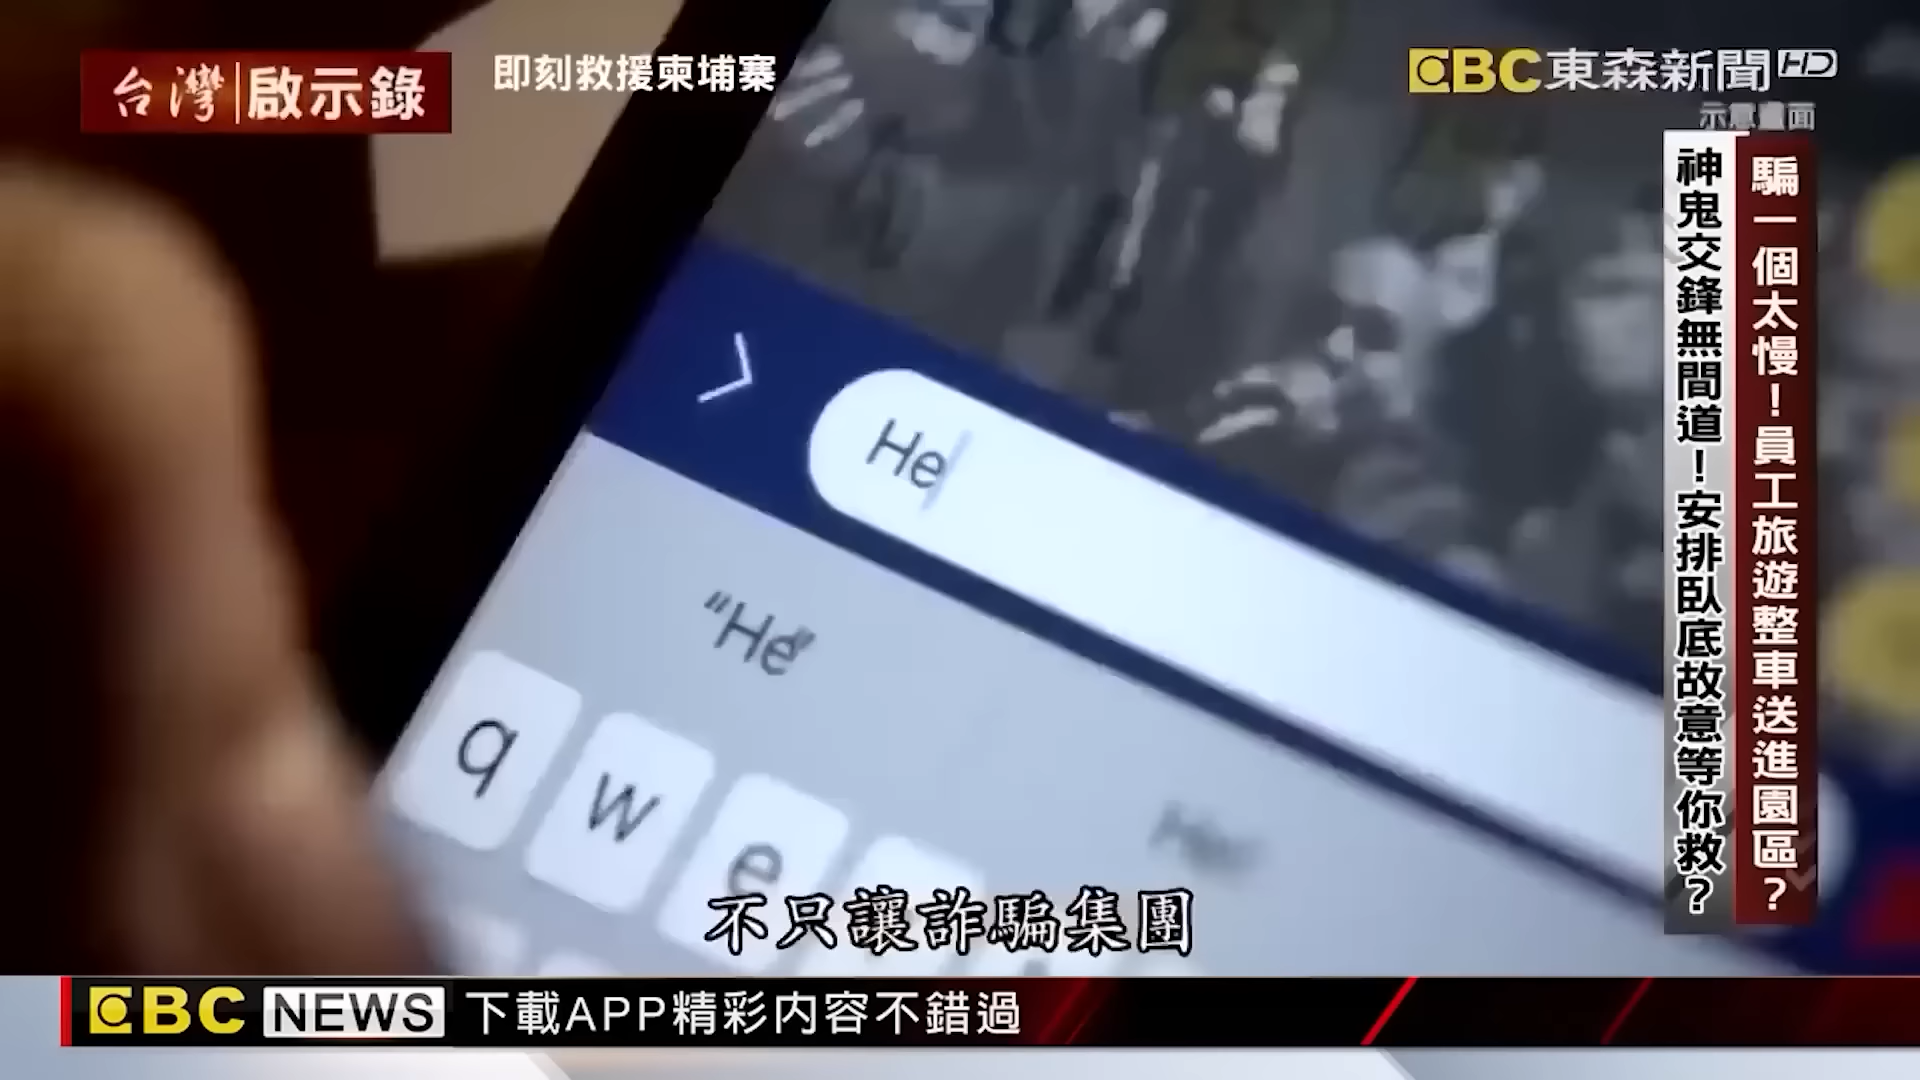 台灣啟示錄
即刻救援柬埔寨
EBC東森新聞HD
示意畫面
騙一個太慢！員工旅遊整車送進園區？
神鬼交鋒無間道！安排臥底故意等你救？
He
"He"
q w e
不只讓詐騙集團
EBC NEWS 下載APP精彩內容不錯過